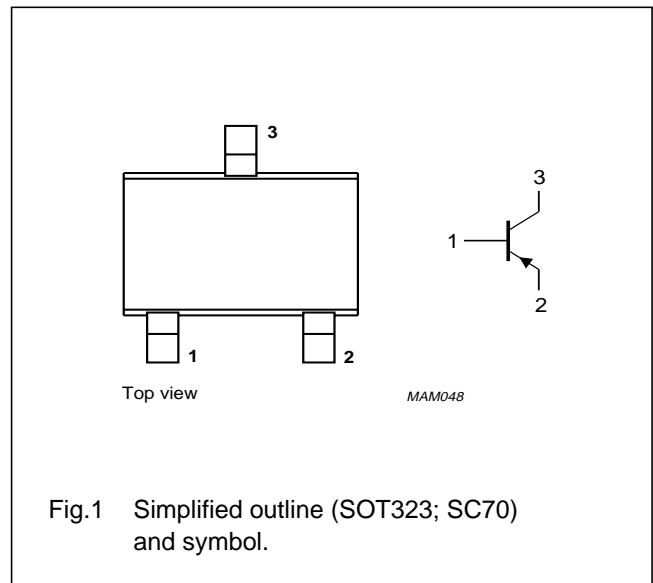 3
3
1
2
1
2
Top view
MAM048
Fig.1 Simplified outline (SOT323; SC70)
and symbol.